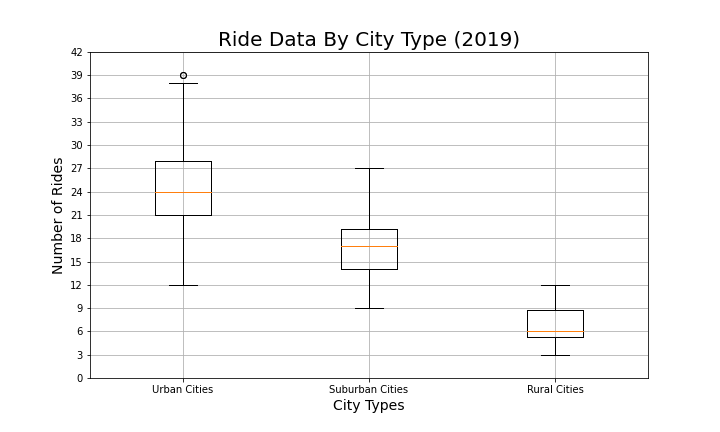 Ride Data By City Type (2019)
42
39
36
33
30
27
24
21
18
15
12
9
6
3
0
Number of Rides
Urban Cities
Suburban Cities
Rural Cities
City Types